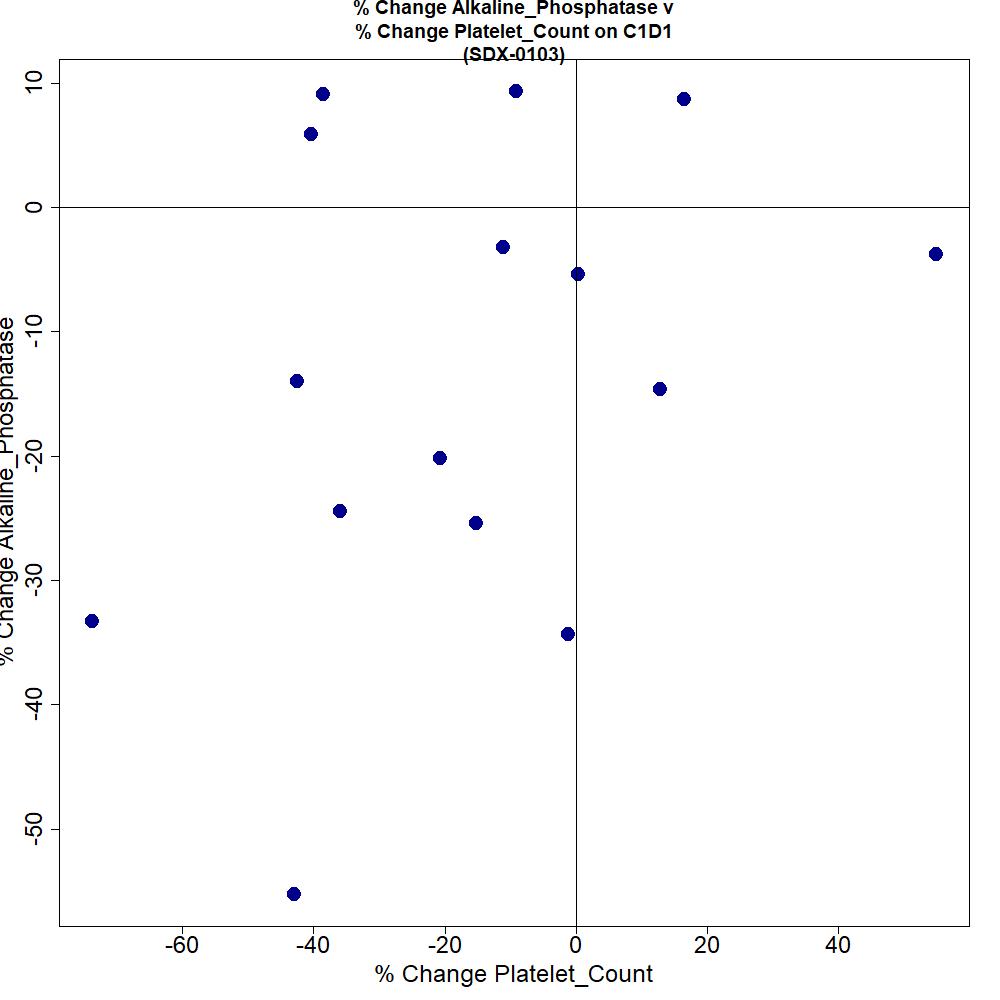 % Change Alkaline_Phosphatase v
% Change Platelet_Count on C1D1
(SDX-0103)
% Change Alkaline_Phosphatase
10
0
-10
-20
-30
-40
-50
-60
-40
-20
0
20
40
% Change Platelet_Count